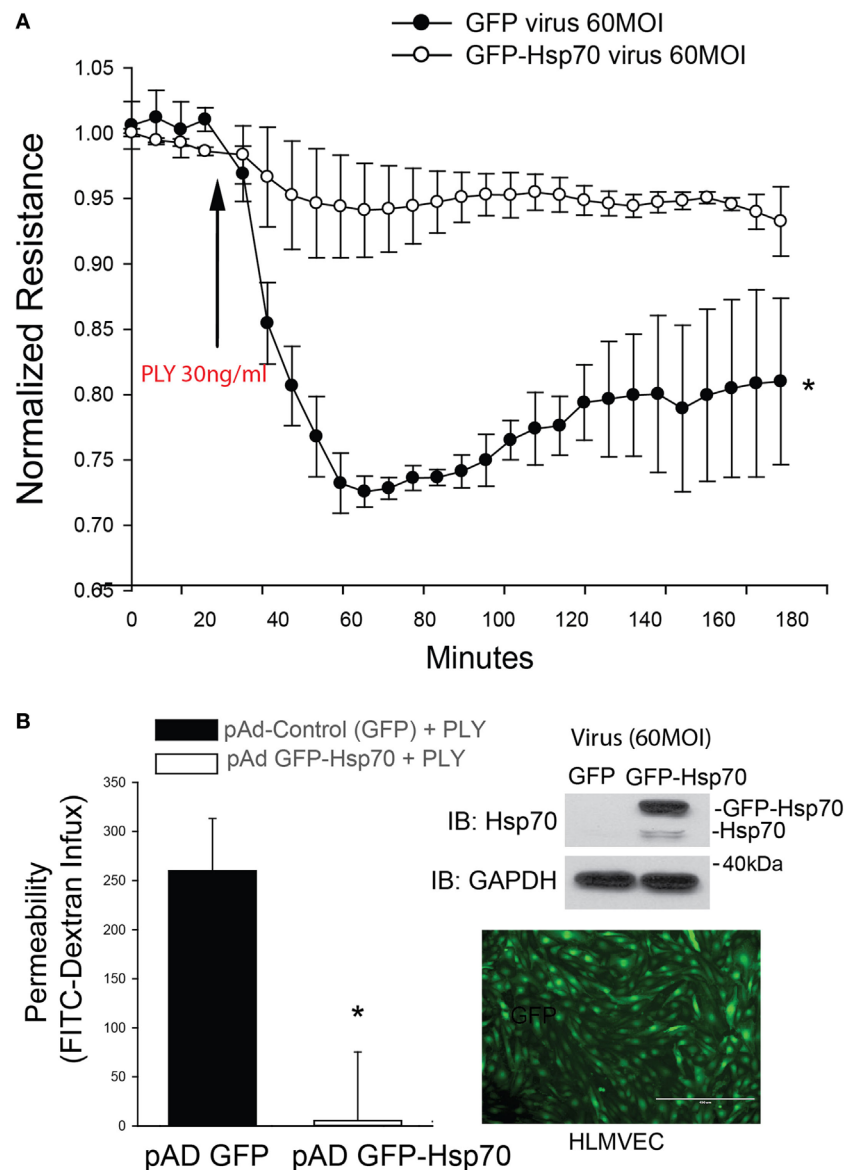 A
GFP virus 60MOI
GFP-Hsp70 virus 60MOI
Normalized Resistance
1.05
1.00
0.95
0.90
0.85
0.80
0.75
0.70
0.65
PLY 30ng/ml
*
0 20 40 60 80 100 120 140 160 180
Minutes
B
pAd-Control (GFP) + PLY
pAd GFP-Hsp70 + PLY
Permeability
(FITC-Dextran Infux)
350
300
250
200
150
100
50
0
*
pAD GFP pAD GFP-Hsp70
Virus (60MOI)
GFP GFP-Hsp70
IB: Hsp70
-GFP-Hsp70
-Hsp70
-40kDa
IB: GAPDH
GFP
HLMVEC